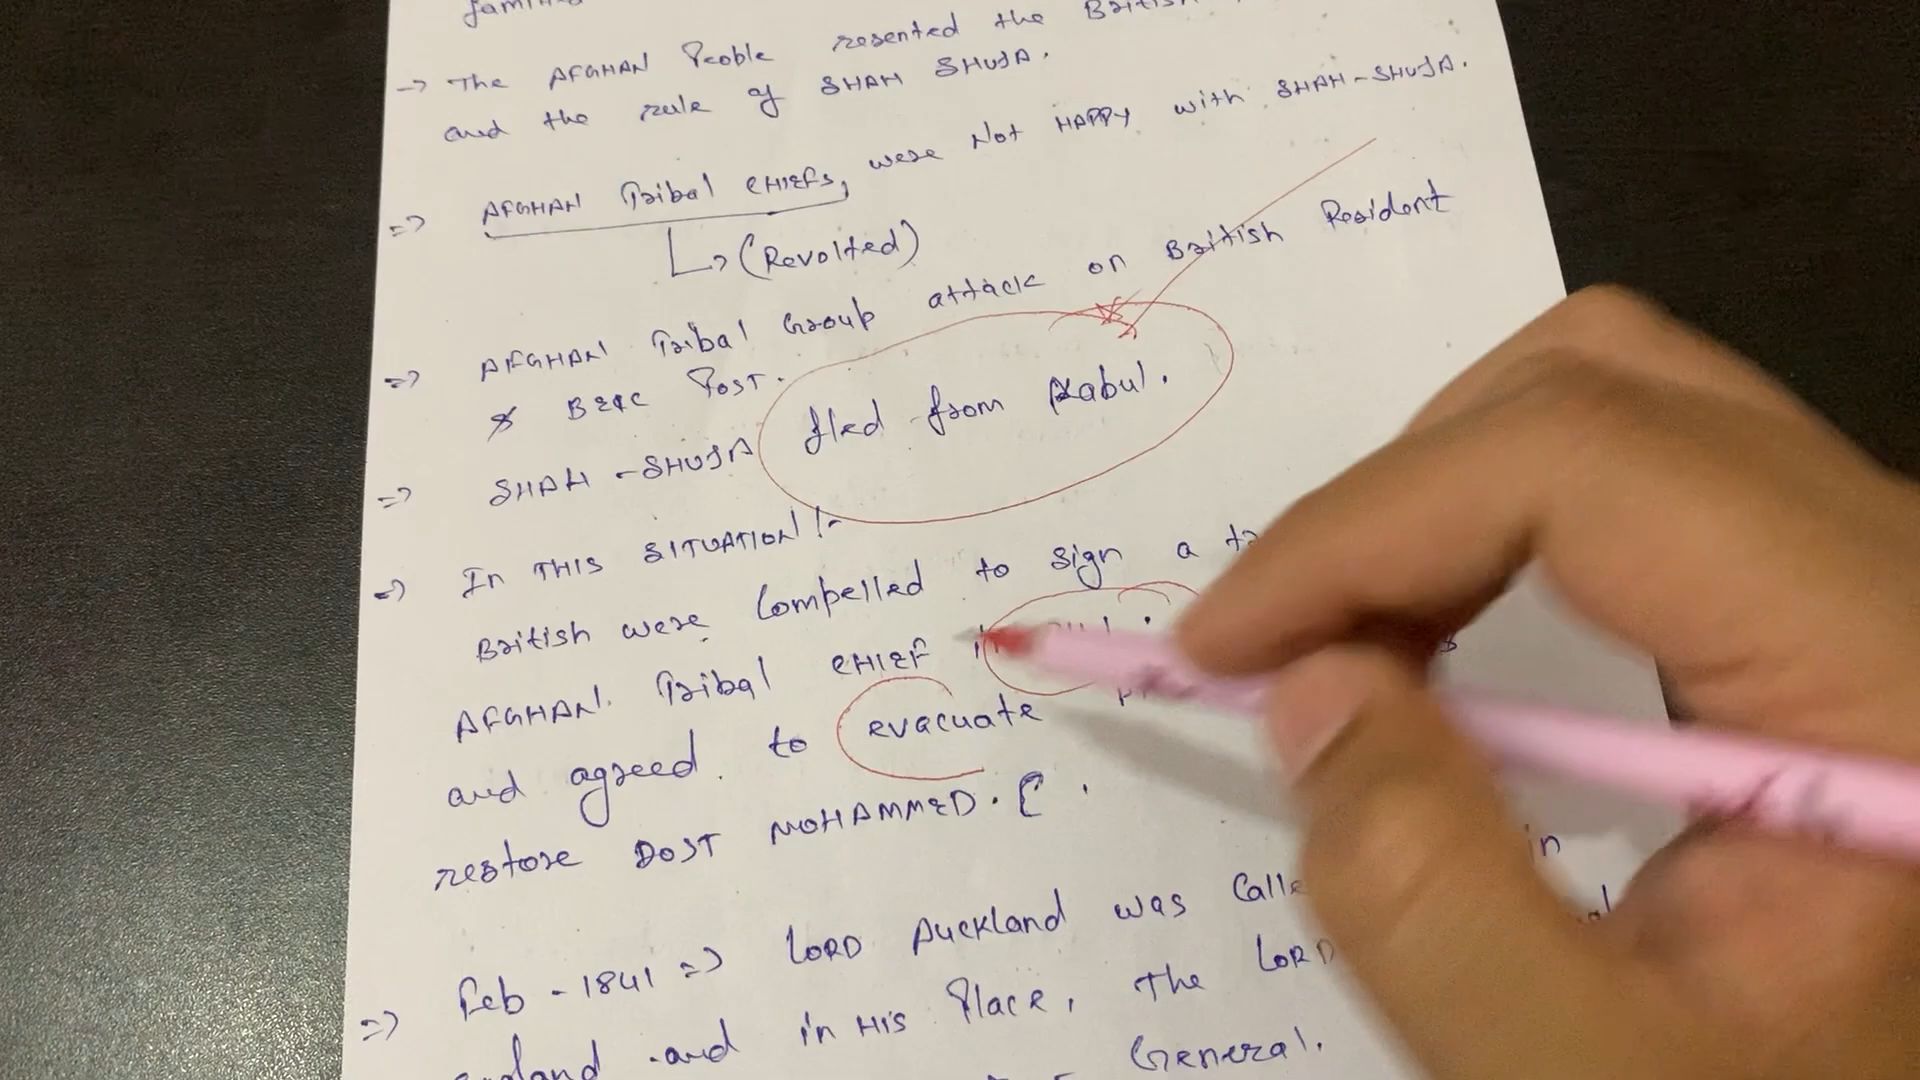 → The AFGHAN People resented the British
and the rule of SHAH SHUJA.
=> AFGHAN Tribal CHIEFS, were Not HAPPY with SHAH-SHUJA.
↳ (Revolted)
=> AFGHAN Tribal Group attack on British Resident
POST.
=> SHAH-SHUJA fled from Kabul.
=> In THIS SITUATION!-
British were Compelled to sign a
AFGHAN Tribal CHIEF in
and agreed to evacuate
restore DOST MOHAMMED.
=> Feb - 1841 => LORD Auckland was in
and in HIS Place, The LORD
General.